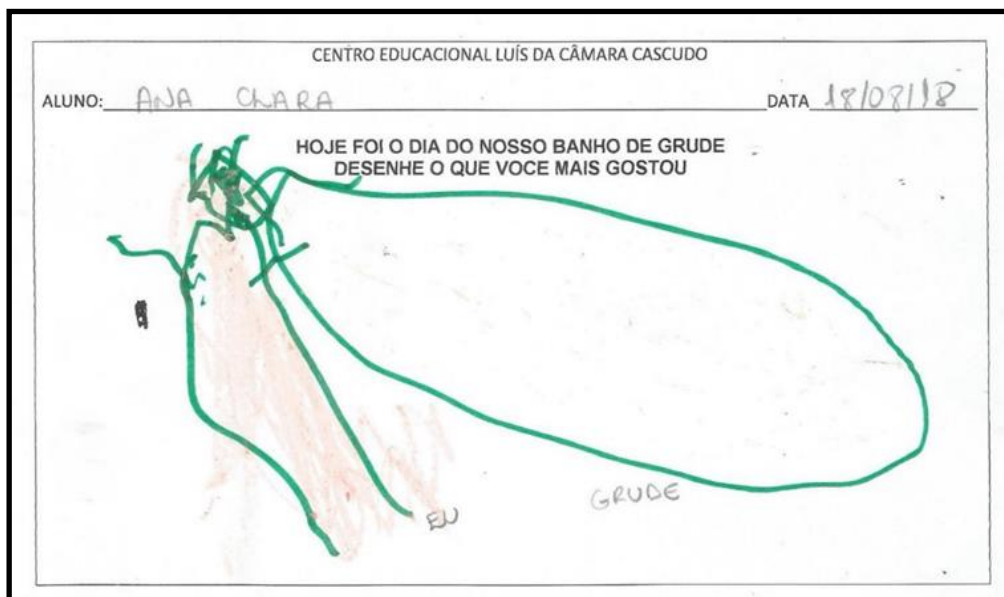 CENTRO EDUCACIONAL LUÍS DA CÂMARA CASCUDO
ALUNO: ANA CLARA DATA 18/08/18
HOJE FOI O DIA DO NOSSO BANHO DE GRUDE
DESENHE O QUE VOCE MAIS GOSTOU
GRUDE
EU